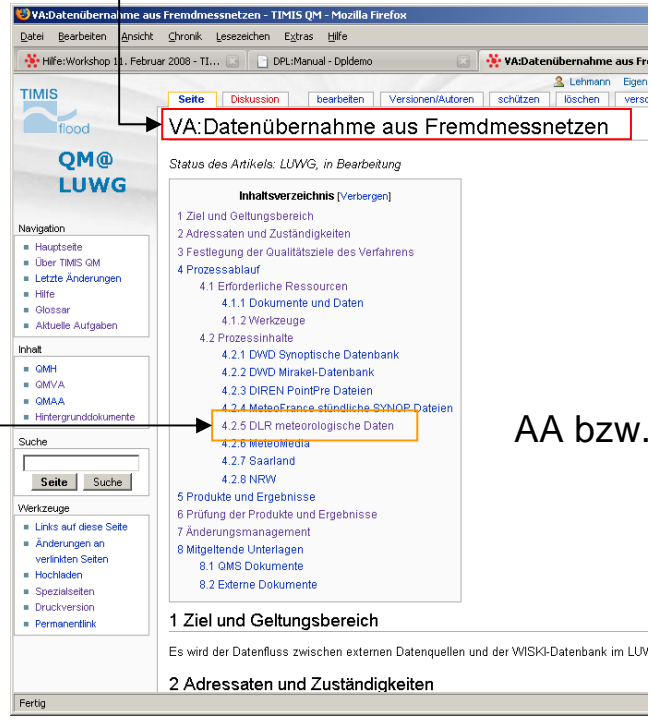 VA:Datenübernahme aus Fremdmessnetzen - TIMIS QM - Mozilla Firefox
Datei Bearbeiten Ansicht Chronik Lesezeichen Extras Hilfe
Hilfe:Workshop 11. Februar 2008 - TI... DPL:Manual - Dpldemo VA:Datenübernahme aus Fre
Lehmann Eigen
Seite Diskussion bearbeiten Versionen/Autoren schützen löschen versc
TIMIS
flood
QM@
LUWG
VA:Datenübernahme aus Fremdmessnetzen
Status des Artikels: LUWG, in Bearbeitung
Inhaltsverzeichnis [Verbergen]
1 Ziel und Geltungsbereich
2 Adressaten und Zuständigkeiten
3 Festlegung der Qualitätsziele des Verfahrens
4 Prozessablauf
4.1 Erforderliche Ressourcen
4.1.1 Dokumente und Daten
4.1.2 Werkzeuge
4.2 Prozessinhalte
4.2.1 DWD Synoptische Datenbank
4.2.2 DWD Mirakel-Datenbank
4.2.3 DIREN PointPre Dateien
4.2.4 MeteoFrance stündliche SYNOP Dateien
4.2.5 DLR meteorologische Daten
4.2.6 MeteoMedia
4.2.7 Saarland
4.2.8 NRW
5 Produkte und Ergebnisse
6 Prüfung der Produkte und Ergebnisse
7 Änderungsmanagement
8 Mitgeltende Unterlagen
8.1 QMS Dokumente
8.2 Externe Dokumente
AA bzw.
Navigation
Hauptseite
Über TIMIS QM
Letzte Änderungen
Hilfe
Glossar
Aktuelle Aufgaben
Inhalt
QMH
QMVA
QMAA
Hintergrunddokumente
Suche
Seite Suche
Werkzeuge
Links auf diese Seite
Änderungen an
verlinkten Seiten
Hochladen
Spezialseiten
Druckversion
Permanentlink
1 Ziel und Geltungsbereich
Es wird der Datenfluss zwischen externen Datenquellen und der WISKI-Datenbank im LUW
2 Adressaten und Zuständigkeiten
Fertig